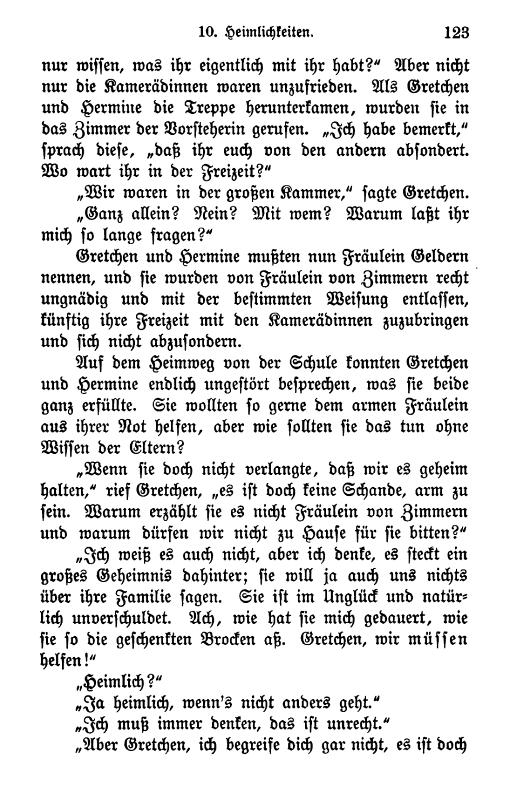 10. Heimlichkeiten. 123
nur wissen, was ihr eigentlich mit ihr habt?“ Aber nicht
nur die Kamerädinnen waren unzufrieden. Als Gretchen
und Hermine die Treppe herunterkamen, wurden sie in
das Zimmer der Vorsteherin gerufen. „Ich habe bemerkt,“
sprach diese, „daß ihr euch von den andern absondert.
Wo wart ihr in der Freizeit?“
„Wir waren in der großen Kammer,“ sagte Gretchen.
„Ganz allein? Nein? Mit wem? Warum laßt ihr
mich so lange fragen?“
Gretchen und Hermine mußten nun Fräulein Geldern
nennen, und sie wurden von Fräulein von Zimmern recht
ungnädig und mit der bestimmten Weisung entlassen,
künftig ihre Freizeit mit den Kamerädinnen zuzubringen
und sich nicht abzusondern.
Auf dem Heimweg von der Schule konnten Gretchen
und Hermine endlich ungestört besprechen, was sie beide
ganz erfüllte. Sie wollten so gerne dem armen Fräulein
aus ihrer Not helfen, aber wie sollten sie das tun ohne
Wissen der Eltern?
„Wenn sie doch nicht verlangte, daß wir es geheim
halten,“ rief Gretchen, „es ist doch keine Schande, arm zu
sein. Warum erzählt sie es nicht Fräulein von Zimmern
und warum dürfen wir nicht zu Hause für sie bitten?“
„Ich weiß es auch nicht, aber ich denke, es steckt ein
großes Geheimnis dahinter; sie will ja auch uns nichts
über ihre Familie sagen. Sie ist im Unglück und natür-
lich unverschuldet. Ach, wie hat sie mich gedauert, wie
sie so die geschenkten Brocken aß. Gretchen, wir müssen
helfen!“
„Heimlich?“
„Ja heimlich, wenn's nicht anders geht.“
„Ich muß immer denken, das ist unrecht.“
„Aber Gretchen, ich begreife dich gar nicht, es ist doch